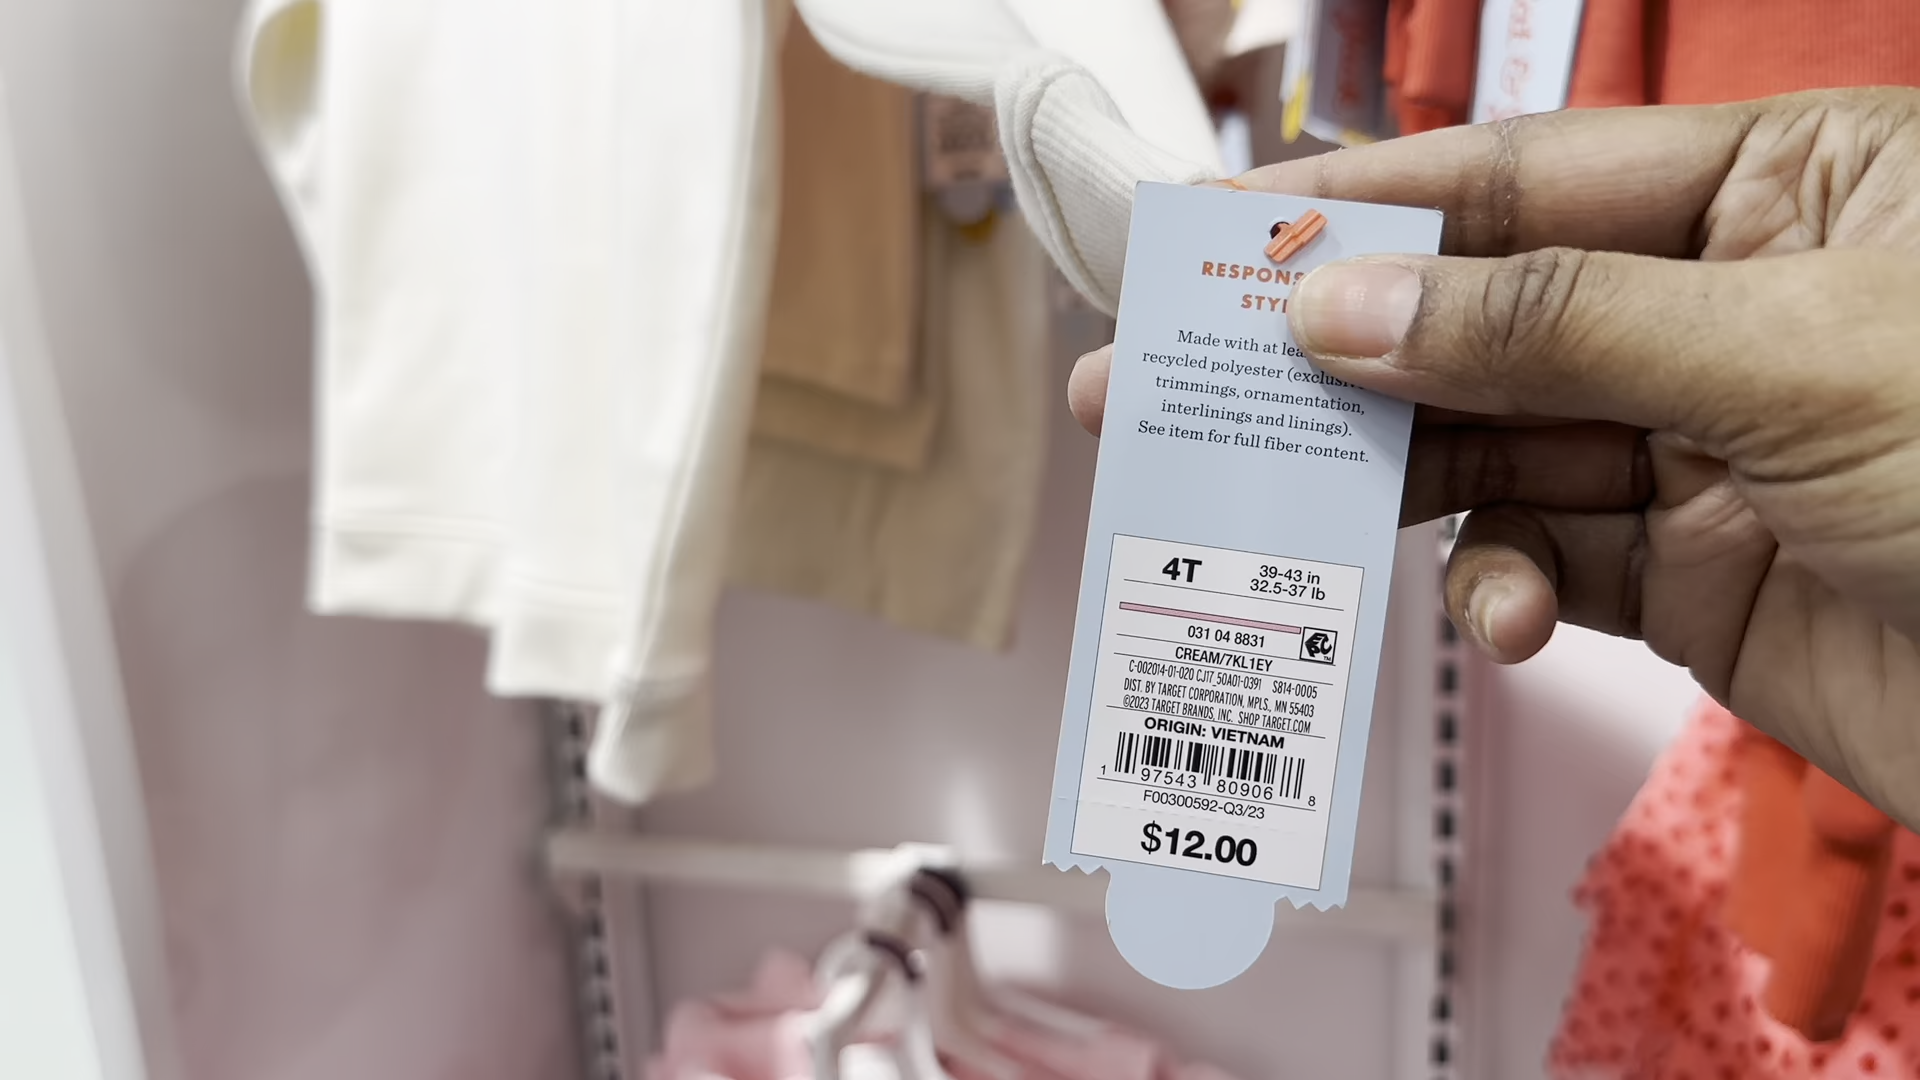 RESPONS
STY
Made with at lea
recycled polyester (exclusi
trimmings, ornamentation,
interlinings and linings).
See item for full fiber content.
4T
39-43 in
32.5-37 lb
031 04 8831
CREAM/7KL1EY
C-002014-01-020 CJ17_50A01-0391 S814-0005
DIST. BY TARGET CORPORATION, MPLS., MN 55403
©2023 TARGET BRANDS, INC. SHOP TARGET.COM
ORIGIN: VIETNAM
1 97543 80906 8
F00300592-Q3/23
$12.00